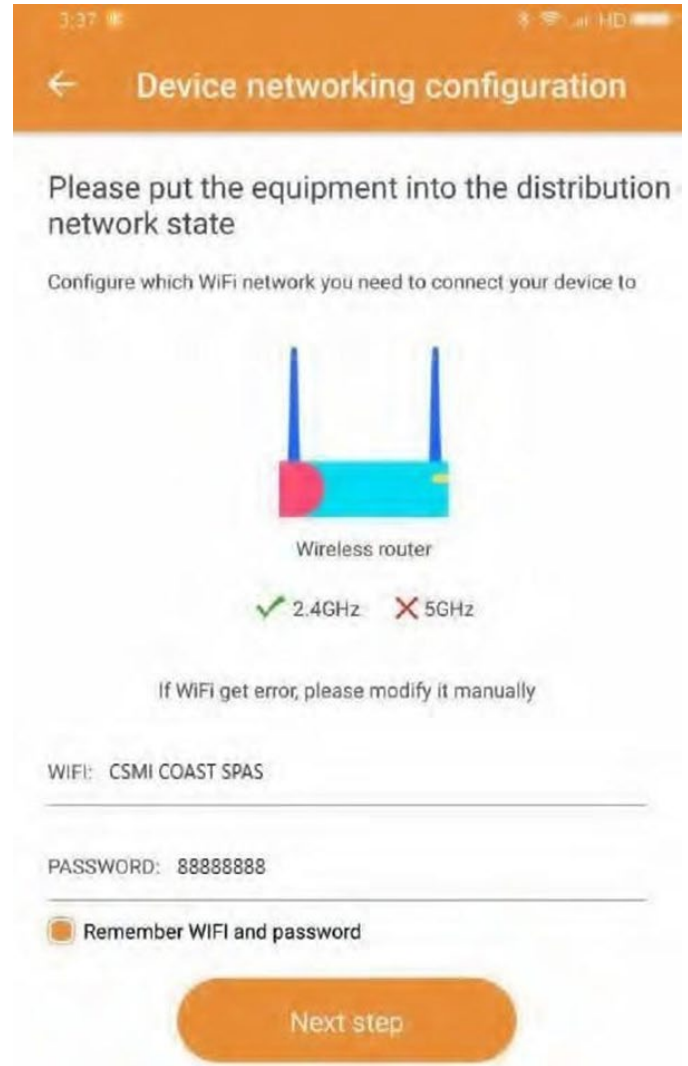 3:37
HD
Device networking configuration
Please put the equipment into the distribution
network state
Configure which WiFi network you need to connect your device to
Wireless router
2.4GHz 5GHz
If WiFi get error, please modify it manually
WIFI: CSMI COAST SPAS
PASSWORD: 88888888
Remember WIFI and password
Next step